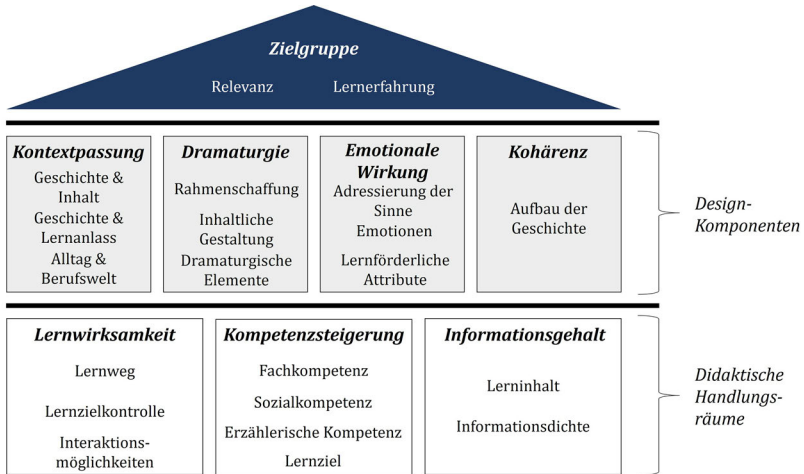 Zielgruppe
Relevanz Lernerfahrung
Kontextpassung
Geschichte &
Inhalt
Geschichte &
Lernanlass
Alltag &
Berufswelt
Dramaturgie
Rahmenschaffung
Inhaltliche
Gestaltung
Dramaturgische
Elemente
Emotionale
Wirkung
Adressierung der
Sinne
Emotionen
Lernförderliche
Attribute
Kohärenz
Aufbau der
Geschichte
Design-
Komponenten
Lernwirksamkeit
Lernweg
Lernzielkontrolle
Interaktions-
möglichkeiten
Kompetenzsteigerung
Fachkompetenz
Sozialkompetenz
Erzählerische Kompetenz
Lernziel
Informationsgehalt
Lerninhalt
Informationsdichte
Didaktische
Handlungs-
räume